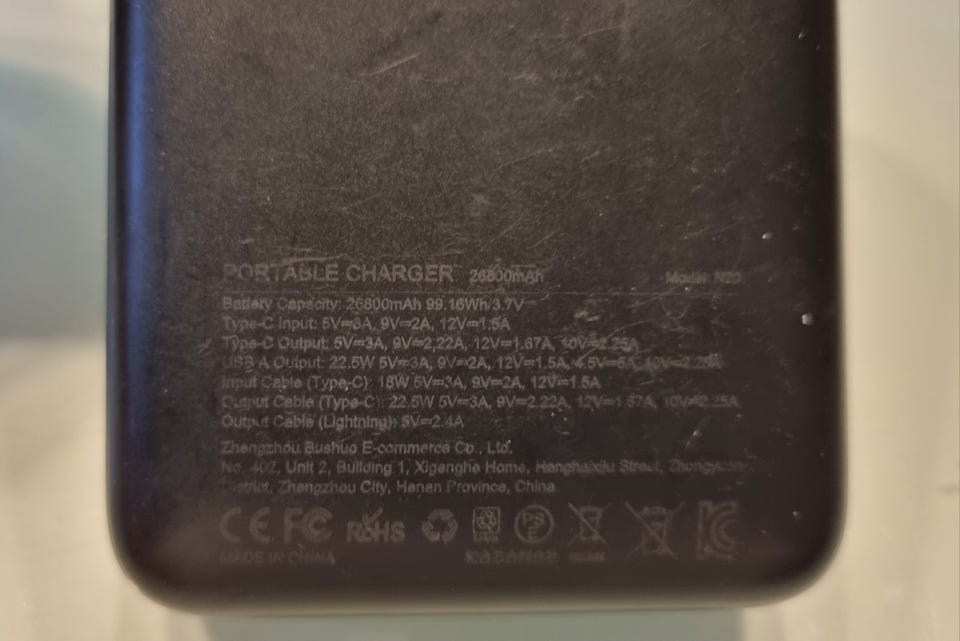 PORTABLE CHARGER 26800mAh Model: N20
Battery Capacity: 26800mAh 99.16Wh/3.7V
Type-C Input: 5V⎓3A, 9V⎓2A, 12V⎓1.5A
Type-C Output: 5V⎓3A, 9V⎓2.22A, 12V⎓1.67A, 10V⎓2.25A
USB-A Output: 22.5W 5V⎓3A, 9V⎓2A, 12V⎓1.5A, 4.5V⎓5A, 10V⎓2.25A
Input Cable (Type-C): 18W 5V⎓3A, 9V⎓2A, 12V⎓1.5A
Output Cable (Type-C): 22.5W 5V⎓3A, 9V⎓2.22A, 12V⎓1.67A, 10V⎓2.25A
Output Cable (Lightning): 5V⎓2.4A
Zhengzhou Bushuo E-commerce Co., Ltd.
No. 402, Unit 2, Building 1, Xigenghe Home, Hanghaixiu Street, Zhongyuan
District, Zhengzhou City, Henan Province, China
CE FC RoHS PSE
MADE IN CHINA